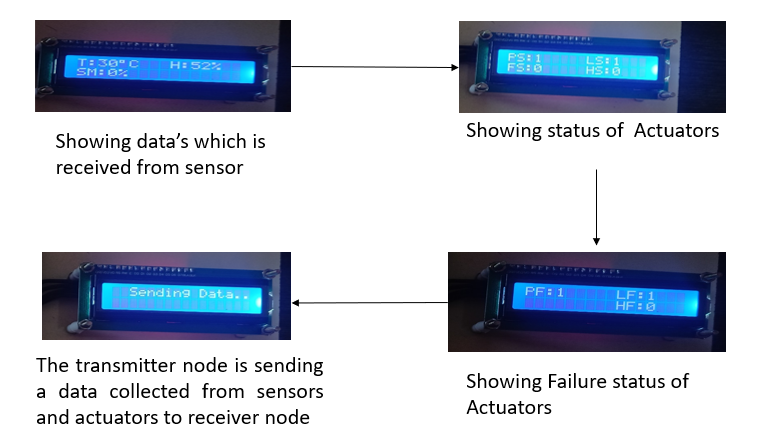 T:30°C H:52%
SM:0%
PS:1 LS:1
FS:0 HS:0
Showing data's which is
received from sensor
Showing status of Actuators
PF:1 LF:1
HF:0
Sending Data..
Showing Failure status of
Actuators
The transmitter node is sending
a data collected from sensors
and actuators to receiver node